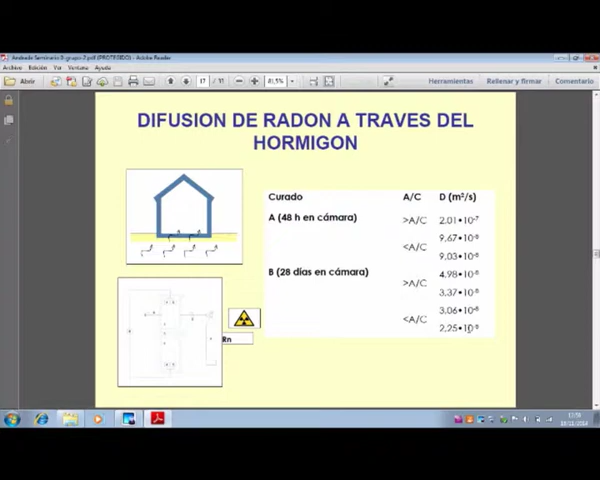 Andrade Seminario 9-grupo-2.pdf (PROTEGIDO) - Adobe Reader
Archivo Edición Ver Ventana Ayuda
Abrir 17 / 31 81,5% Herramientas Rellenar y firmar Comentario
DIFUSION DE RADON A TRAVES DEL
HORMIGON
Curado A/C D (m²/s)
A (48 h en cámara) >A/C 2.01•10⁻⁷
9,67•10⁻⁸
<A/C 9,03•10⁻⁸
B (28 días en cámara) >A/C 4,98•10⁻⁸
3.37•10⁻⁸
<A/C 3.06•10⁻⁸
2,25•10
Rn